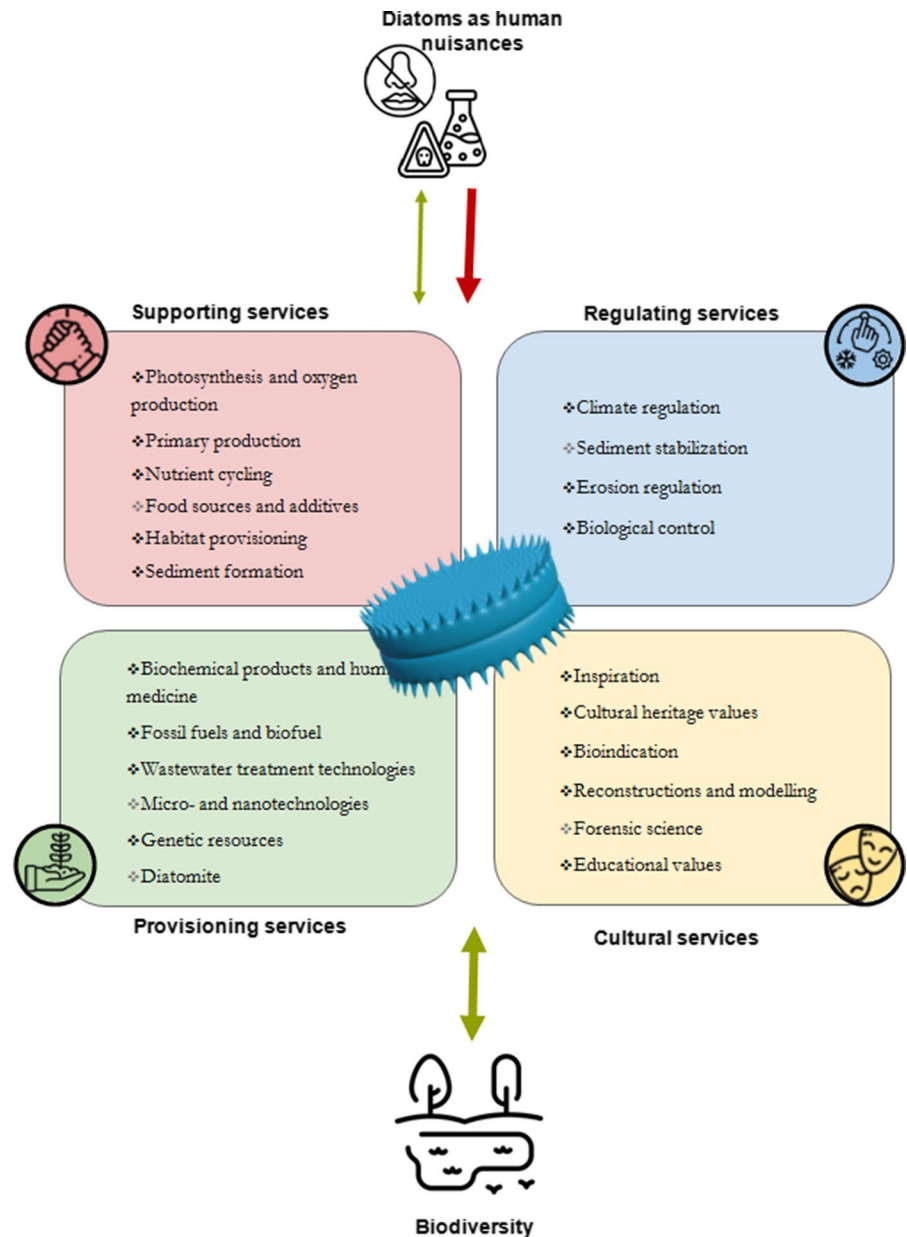 Diatoms as human
nuisances
Supporting services
❖Photosynthesis and oxygen
production
❖Primary production
❖Nutrient cycling
❖Food sources and additives
❖Habitat provisioning
❖Sediment formation
Regulating services
❖Climate regulation
❖Sediment stabilization
❖Erosion regulation
❖Biological control
❖Biochemical products and hum
medicine
❖Fossil fuels and biofuel
❖Wastewater treatment technologies
❖Micro- and nanotechnologies
❖Genetic resources
❖Diatomite
Provisioning services
❖Inspiration
❖Cultural heritage values
❖Bioindication
❖Reconstructions and modelling
❖Forensic science
❖Educational values
Cultural services
Biodiversity